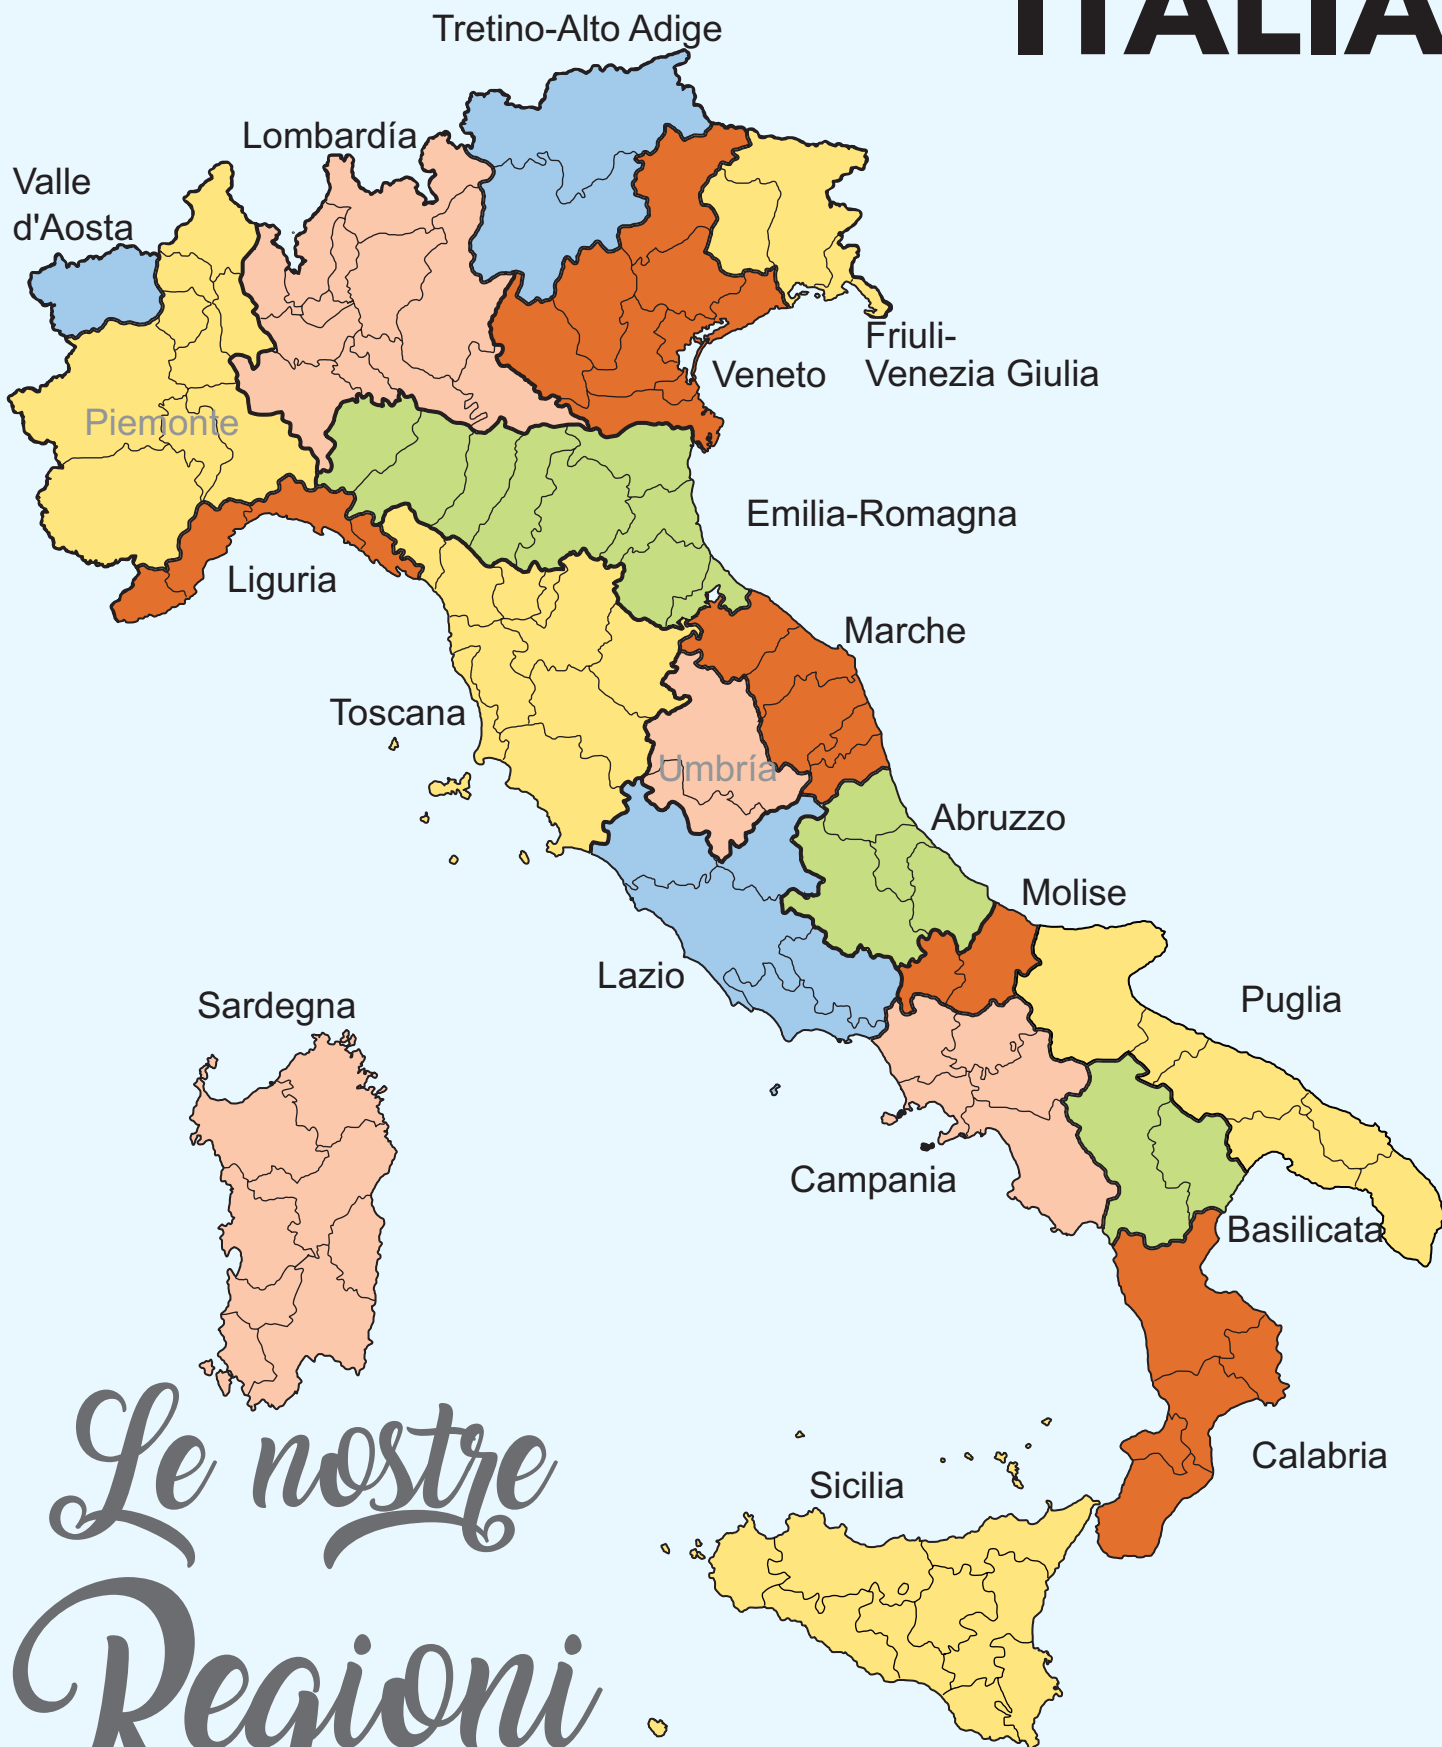 ITALIA
Tretino-Alto Adige
Lombardía
Valle
d'Aosta
Friuli-
Venezia Giulia
Veneto
Piemonte
Emilia-Romagna
Liguria
Marche
Toscana
Umbría
Abruzzo
Molise
Lazio
Sardegna
Puglia
Campania
Basilicata
Calabria
Sicilia
Le nostre
Regioni